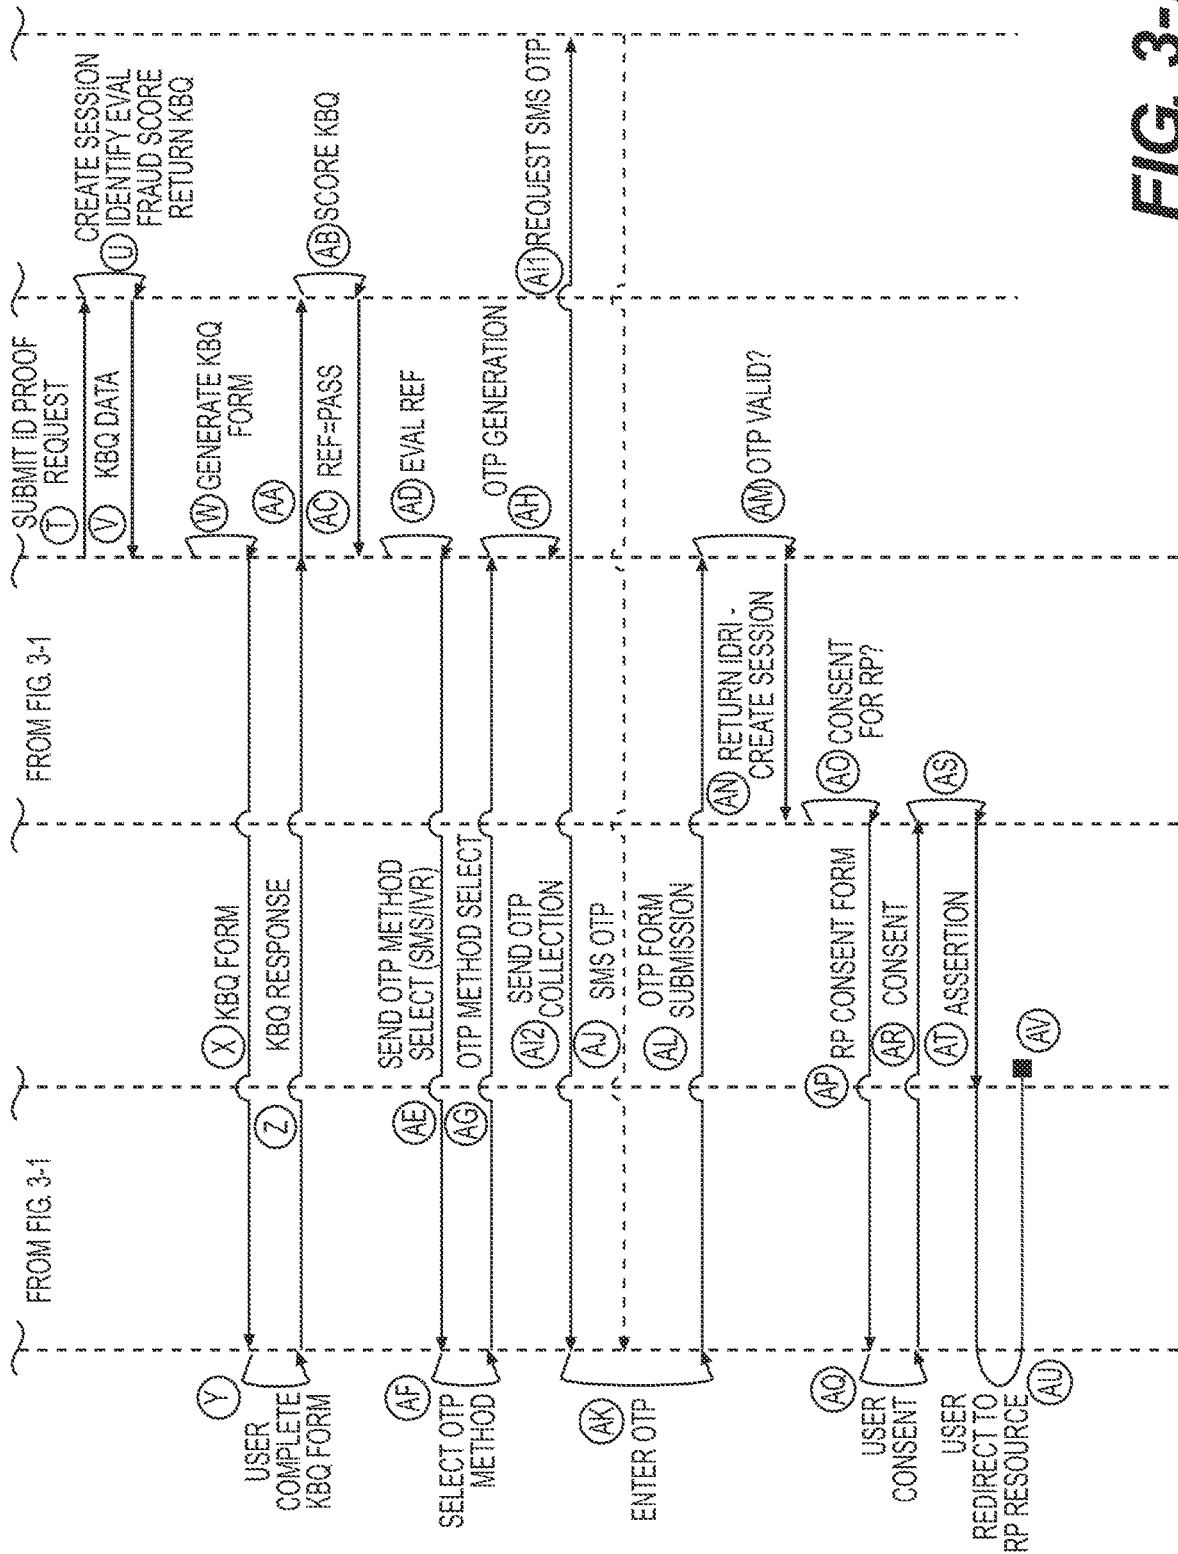 FROM FIG. 3-1
FROM FIG. 3-1
SUBMIT ID PROOF
REQUEST
T
V
KBQ DATA
CREATE SESSION
U
IDENTIFY EVAL
FRAUD SCORE
RETURN KBQ
W
GENERATE KBQ
FORM
X
KBQ FORM
Y
USER
COMPLETE
KBQ FORM
Z
KBQ RESPONSE
AA
AB
SCORE KBQ
AC
REF=PASS
AD
EVAL REF
AE
SEND OTP METHOD
SELECT (SMS/IVR)
AF
SELECT OTP
METHOD
AG
OTP METHOD SELECT
AH
OTP GENERATION
AI1
REQUEST SMS OTP
AI2
SEND OTP
COLLECTION
AJ
SMS OTP
AK
ENTER OTP
AL
OTP FORM
SUBMISSION
AM
OTP VALID?
AN
RETURN IDRI -
CREATE SESSION
AO
CONSENT
FOR RP?
AP
RP CONSENT FORM
AQ
USER
CONSENT
AR
CONSENT
AS
AT
ASSERTION
AU
USER
REDIRECT TO
RP RESOURCE
AV
FIG. 3-